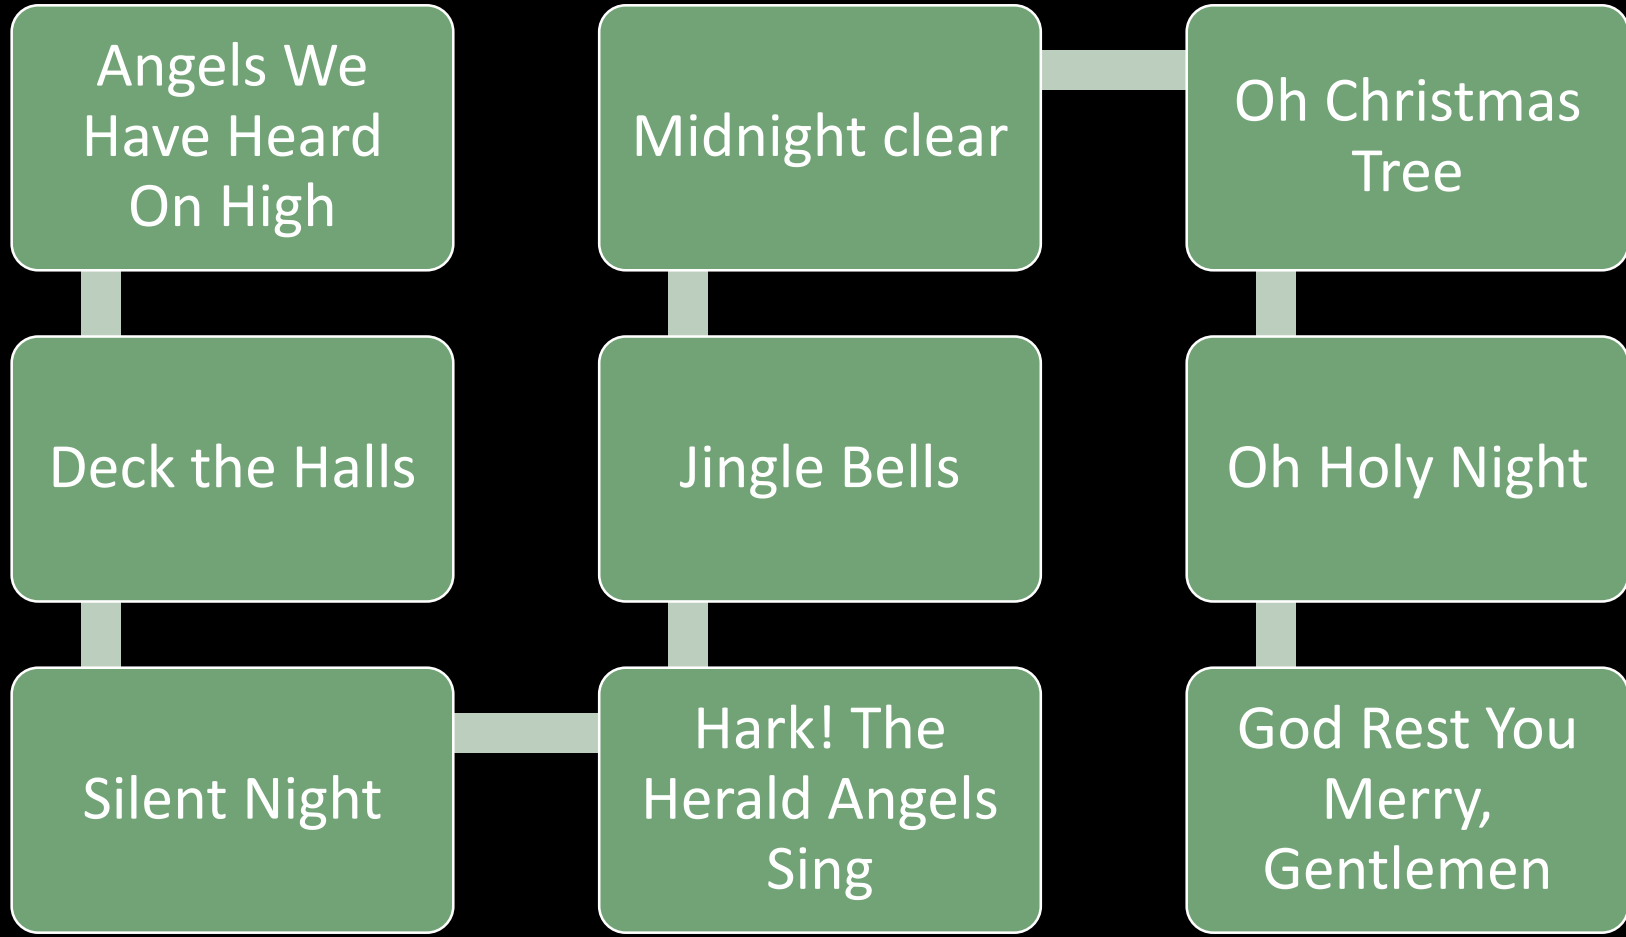 Angels We
Have Heard
On High
Deck the Halls
Silent Night
Hark! The
Herald Angels
Sing
Jingle Bells
Midnight clear
Oh Christmas
Tree
Oh Holy Night
God Rest You
Merry,
Gentlemen